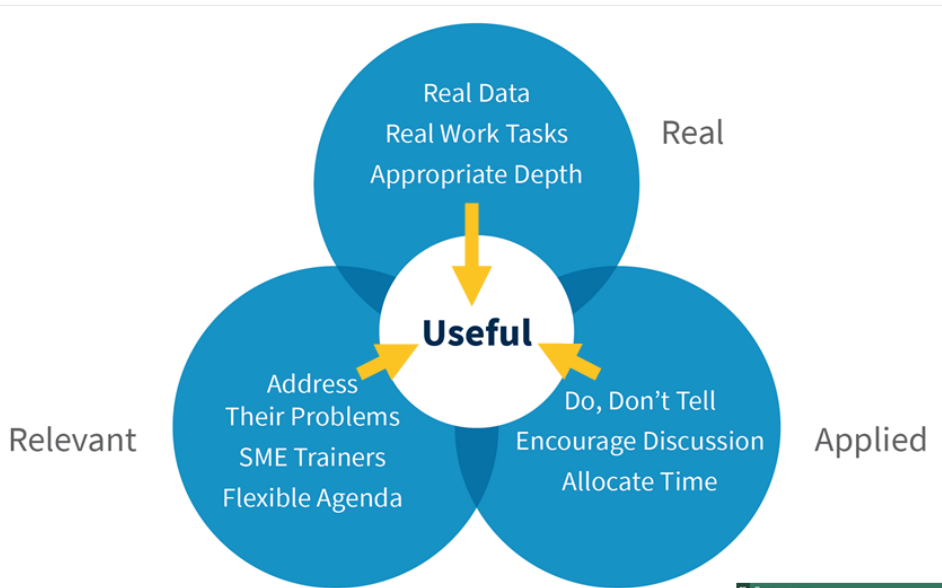 Real Data
Real Work Tasks
Appropriate Depth
Real
Useful
Address
Their Problems
SME Trainers
Flexible Agenda
Relevant
Do, Don’t Tell
Encourage Discussion
Allocate Time
Applied